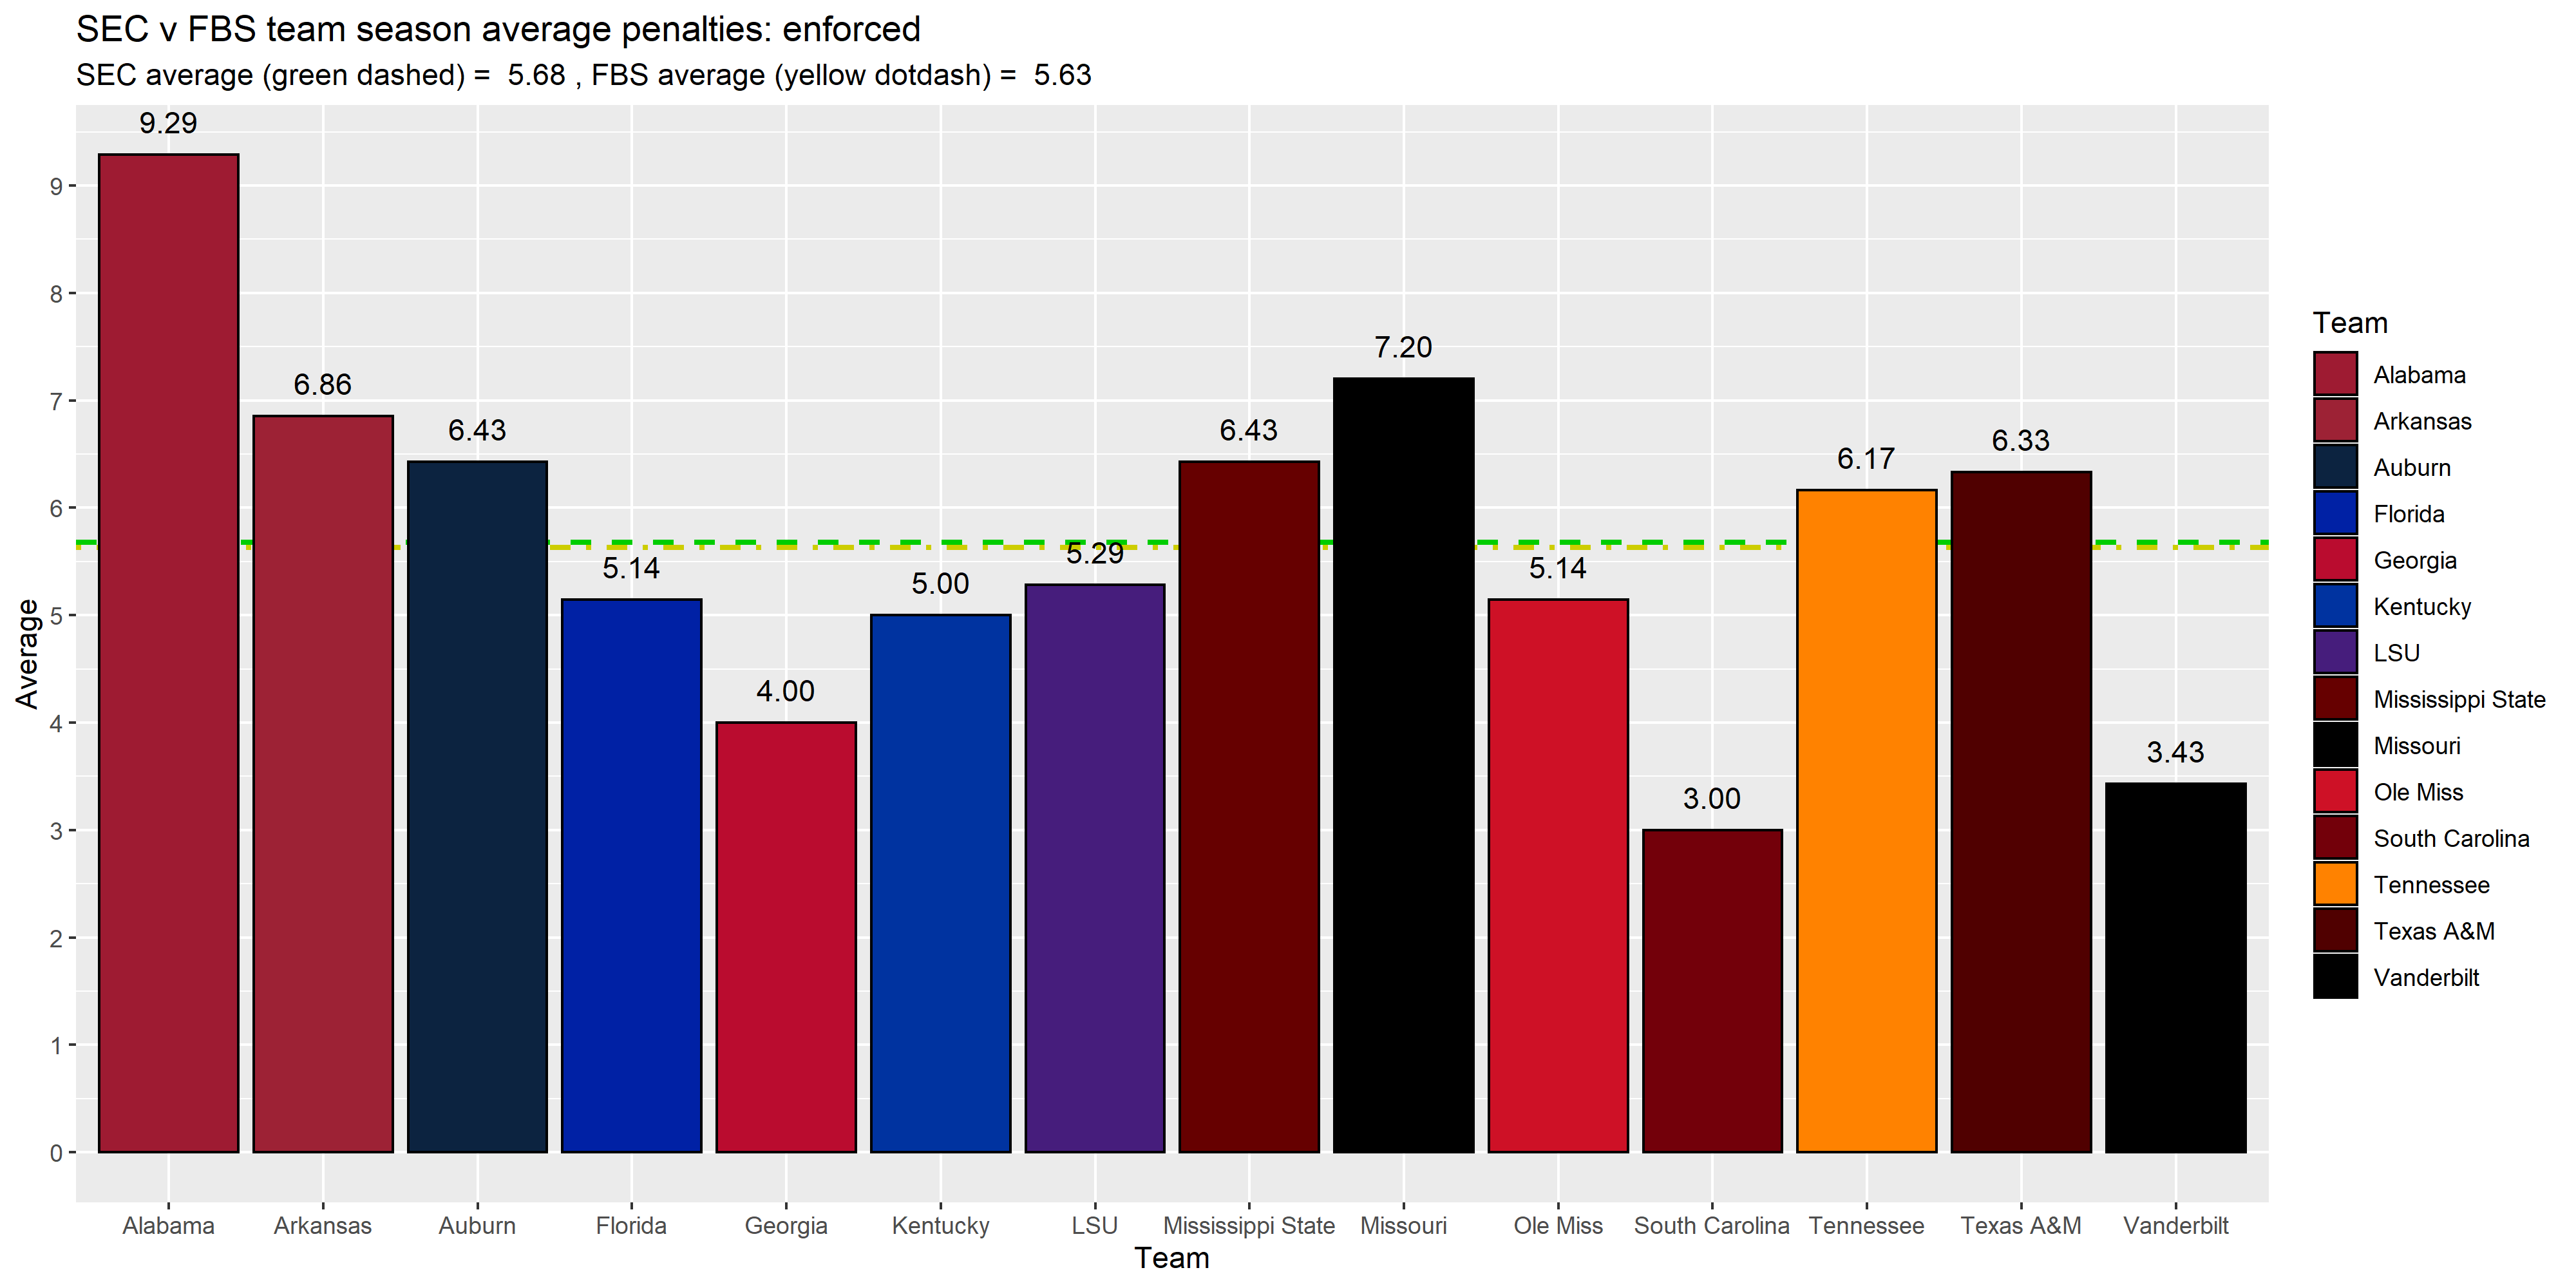 SEC v FBS team season average penalties: enforced
SEC average (green dashed) =  5.68 , FBS average (yellow dotdash) =  5.63
9.29
6.86
6.43
5.14
4.00
5.00
5.29
6.43
7.20
5.14
3.00
6.17
6.33
3.43
9
8
7
6
5
4
3
2
1
0
Average
Alabama
Arkansas
Auburn
Florida
Georgia
Kentucky
LSU
Mississippi State
Missouri
Ole Miss
South Carolina
Tennessee
Texas A&M
Vanderbilt
Team
Team
Alabama
Arkansas
Auburn
Florida
Georgia
Kentucky
LSU
Mississippi State
Missouri
Ole Miss
South Carolina
Tennessee
Texas A&M
Vanderbilt